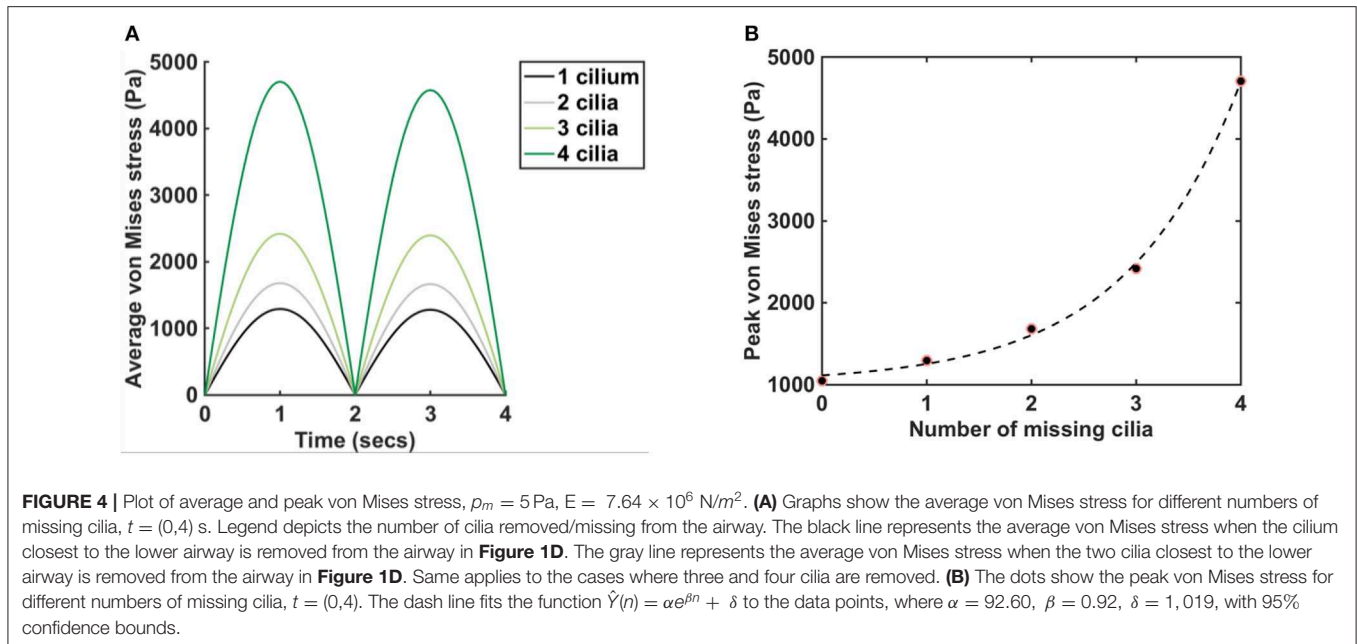 A
5000
4000
3000
2000
1000
0
Average von Mises stress (Pa)
0 1 2 3 4
Time (secs)
1 cilium
2 cilia
3 cilia
4 cilia
B
5000
4000
3000
2000
1000
Peak von Mises stress (Pa)
0 1 2 3 4
Number of missing cilia
FIGURE 4 | Plot of average and peak von Mises stress, pₘ = 5 Pa, E = 7.64 × 10⁶ N/m². (A) Graphs show the average von Mises stress for different numbers of
missing cilia, t = (0,4) s. Legend depicts the number of cilia removed/missing from the airway. The black line represents the average von Mises stress when the cilium
closest to the lower airway is removed from the airway in Figure 1D. The gray line represents the average von Mises stress when the two cilia closest to the lower
airway is removed from the airway in Figure 1D. Same applies to the cases where three and four cilia are removed. (B) The dots show the peak von Mises stress for
different numbers of missing cilia, t = (0,4). The dash line fits the function Ŷ(n) = αe^βn + δ to the data points, where α = 92.60, β = 0.92, δ = 1, 019, with 95%
confidence bounds.